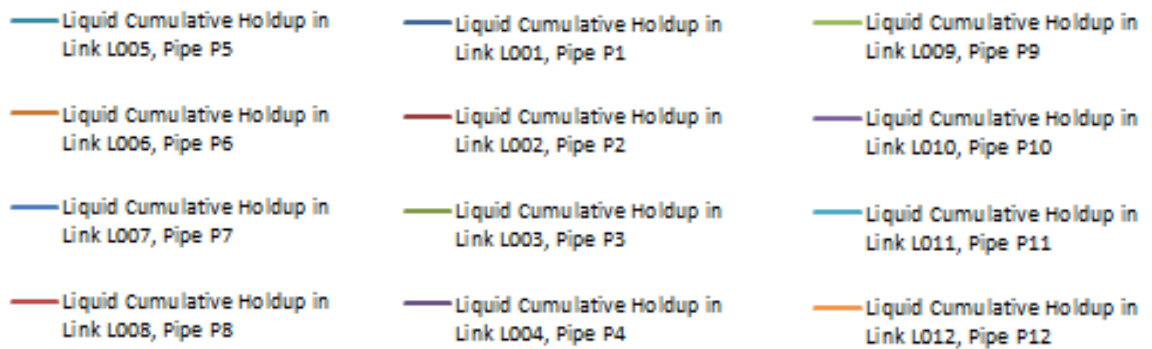 Liquid Cumulative Holdup in
Link L005, Pipe P5
Liquid Cumulative Holdup in
Link L006, Pipe P6
Liquid Cumulative Holdup in
Link L007, Pipe P7
Liquid Cumulative Holdup in
Link L008, Pipe P8
Liquid Cumulative Holdup in
Link L001, Pipe P1
Liquid Cumulative Holdup in
Link L002, Pipe P2
Liquid Cumulative Holdup in
Link L003, Pipe P3
Liquid Cumulative Holdup in
Link L004, Pipe P4
Liquid Cumulative Holdup in
Link L009, Pipe P9
Liquid Cumulative Holdup in
Link L010, Pipe P10
Liquid Cumulative Holdup in
Link L011, Pipe P11
Liquid Cumulative Holdup in
Link L012, Pipe P12